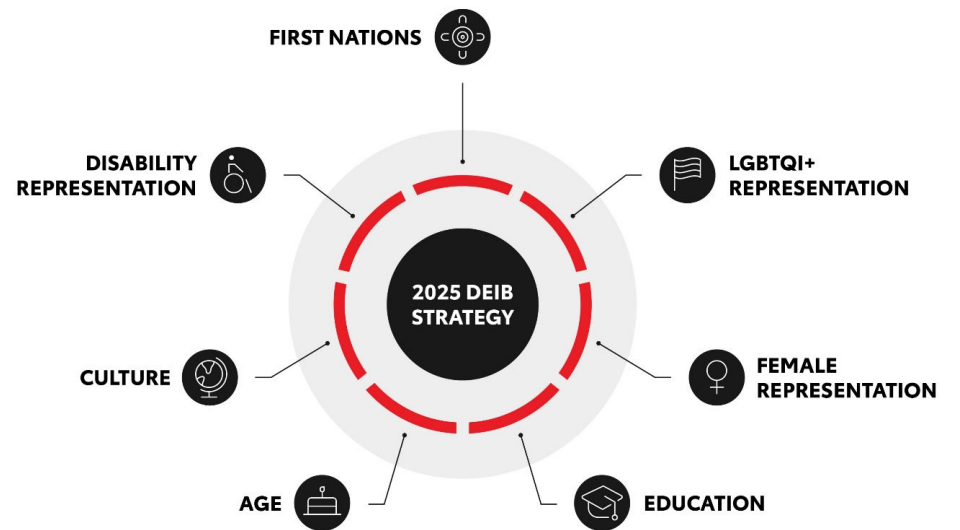 FIRST NATIONS
DISABILITY
REPRESENTATION
LGBTQI+
REPRESENTATION
2025 DEIB
STRATEGY
CULTURE
FEMALE
REPRESENTATION
AGE
EDUCATION